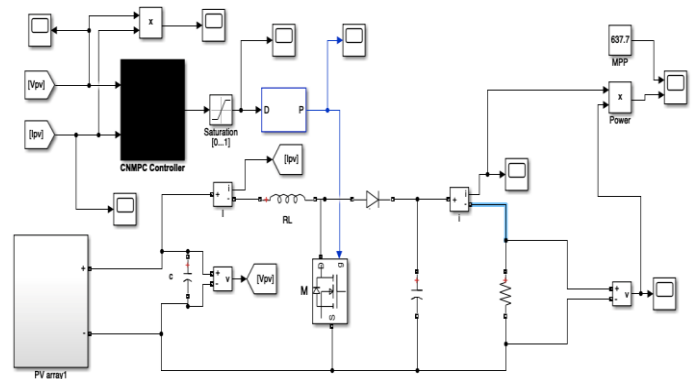 x
637.7
MPP
[Vpv]
x
[Ipv]
D
P
Saturation
[0...1]
Power
CNMPC Controller
[Ipv]
+
i
-
I
RL
+
i
-
i
+
c
+
-
v
[Vpv]
D
g
M
S
+
-
v
-
PV array1